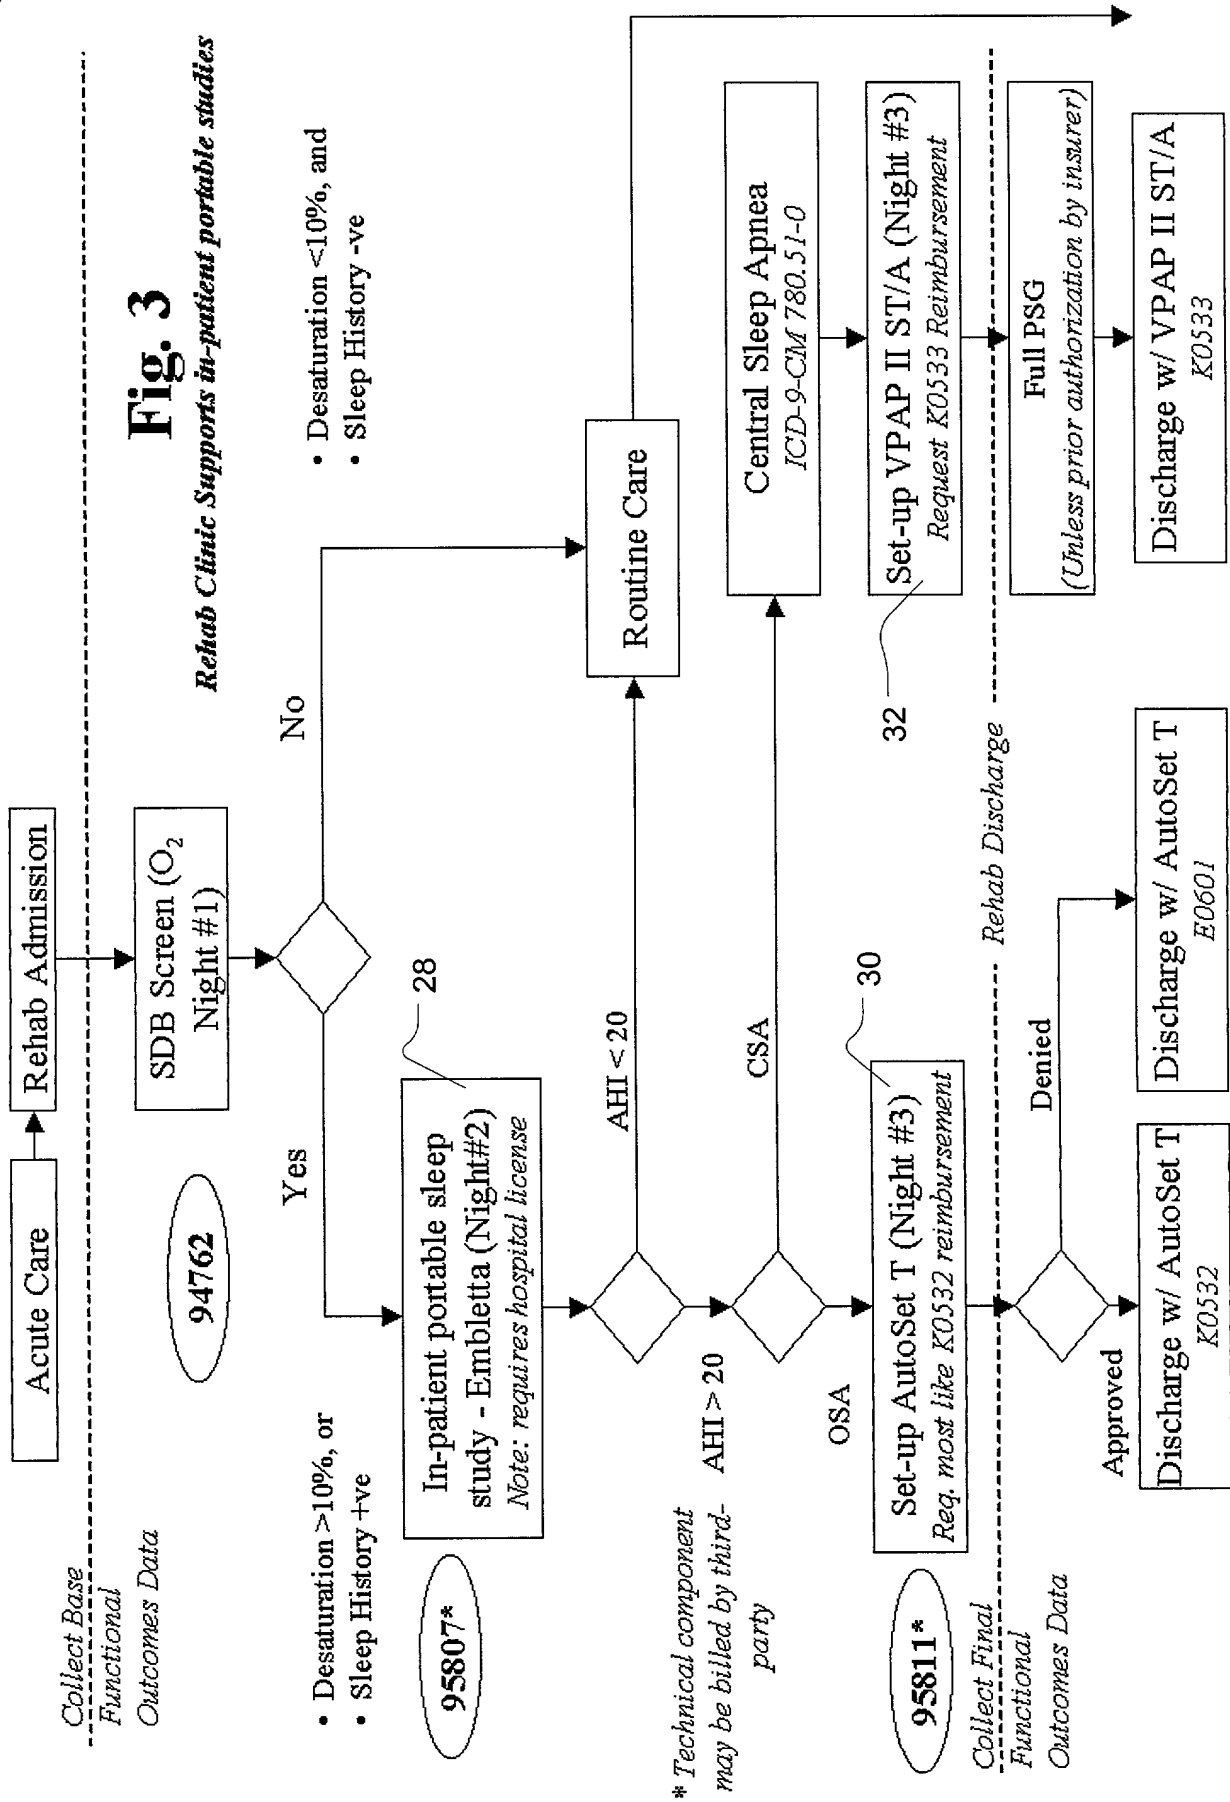 Fig. 3
Rehab Clinic Supports in-patient portable studies
Acute Care
Rehab Admission
Collect Base
Functional
Outcomes Data
94762
SDB Screen (O2
Night #1)
Yes
No
• Desaturation >10%, or
• Sleep History +ve
• Desaturation <10%, and
• Sleep History -ve
95807*
In-patient portable sleep
study - Embletta (Night#2)
Note: requires hospital license
28
AHI < 20
Routine Care
* Technical component
may be billed by third-
party
AHI > 20
CSA
Central Sleep Apnea
ICD-9-CM 780.51-0
OSA
95811*
Set-up AutoSet T (Night #3)
Req. most like K0532 reimbursement
30
32
Set-up VPAP II ST/A (Night #3)
Request K0533 Reimbursement
Collect Final
Functional
Outcomes Data
Rehab Discharge
Full PSG
(Unless prior authorization by insurer)
Approved
Denied
Discharge w/ AutoSet T
K0532
Discharge w/ AutoSet T
E0601
Discharge w/ VPAP II ST/A
K0533